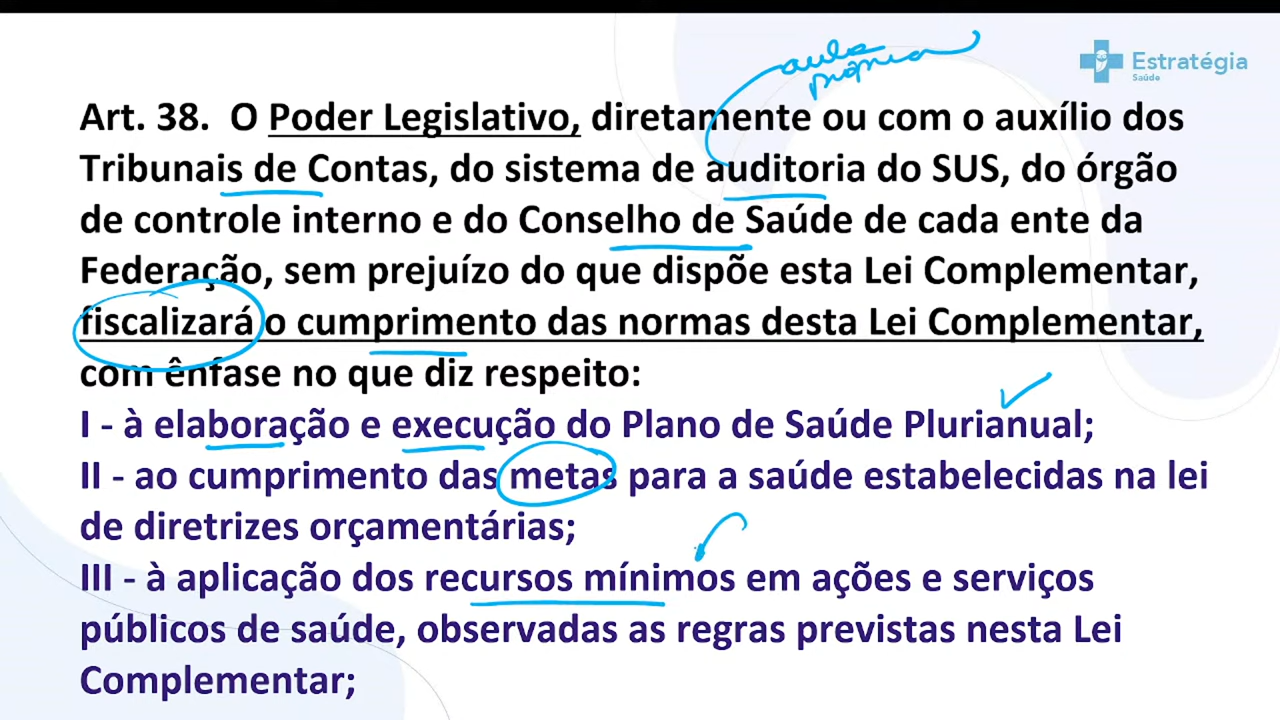 aula
própria
Estratégia
Saúde
Art. 38. O Poder Legislativo, diretamente ou com o auxílio dos
Tribunais de Contas, do sistema de auditoria do SUS, do órgão
de controle interno e do Conselho de Saúde de cada ente da
Federação, sem prejuízo do que dispõe esta Lei Complementar,
fiscalizará o cumprimento das normas desta Lei Complementar,
com ênfase no que diz respeito:
I - à elaboração e execução do Plano de Saúde Plurianual;
II - ao cumprimento das metas para a saúde estabelecidas na lei
de diretrizes orçamentárias;
III - à aplicação dos recursos mínimos em ações e serviços
públicos de saúde, observadas as regras previstas nesta Lei
Complementar;